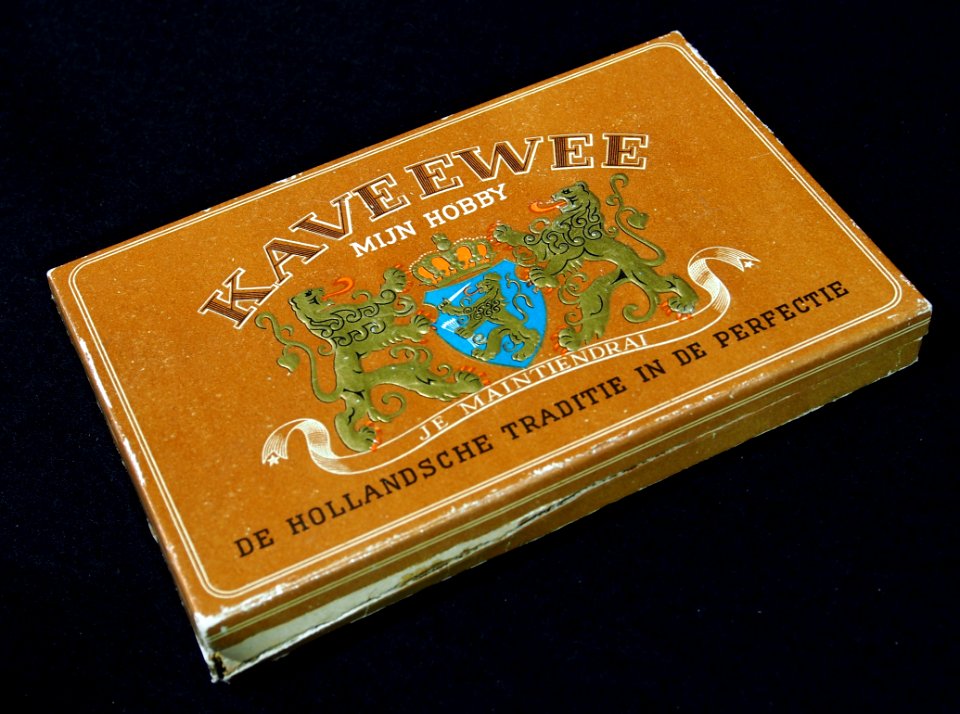 KAVEEWEE
MIJN HOBBY
JE MAINTIENDRAI
DE HOLLANDSCHE TRADITIE IN DE PERFECTIE